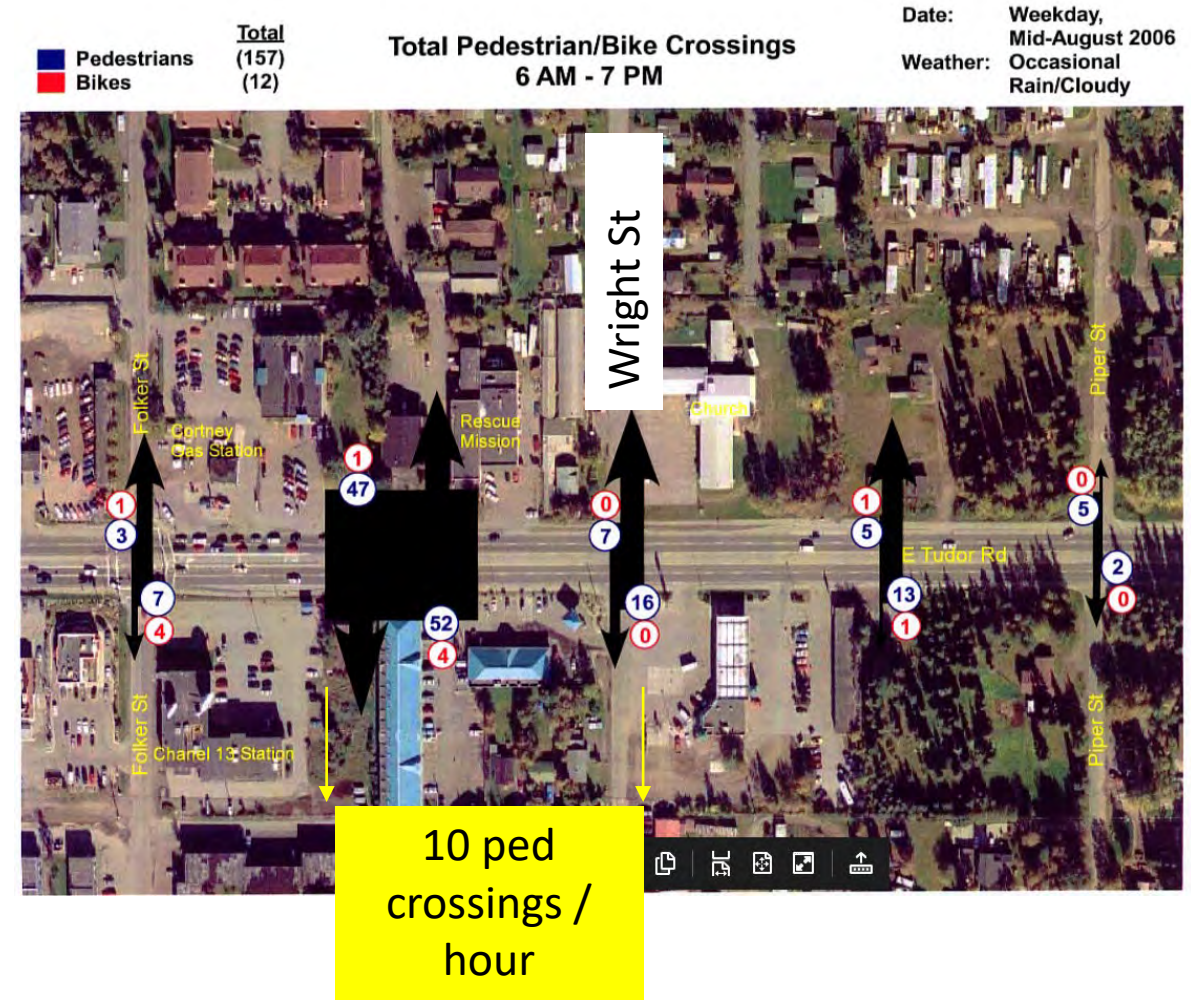 Total
Pedestrians (157)
Bikes (12)
Total Pedestrian/Bike Crossings
6 AM - 7 PM
Date: Weekday,
Mid-August 2006
Weather: Occasional
Rain/Cloudy
Wright St
Folker St
Cortney
Gas Station
Rescue
Mission
Church
Piper St
1
47
1
3
0
7
1
5
0
5
E Tudor Rd
7
4
52
4
16
0
13
1
2
0
Folker St
Chanel 13 Station
Piper St
10 ped
crossings /
hour